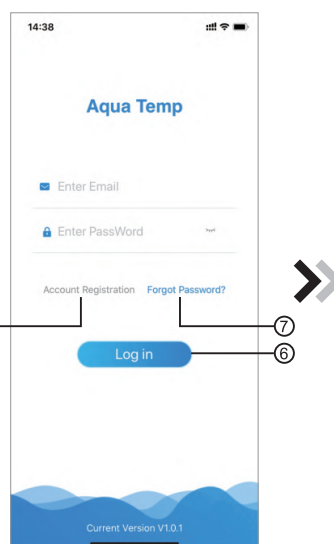 14:38
Aqua Temp
Enter Email
Enter PassWord
Account Registration Forgot Password?
⑦
Log in
⑥
Current Version V1.0.1